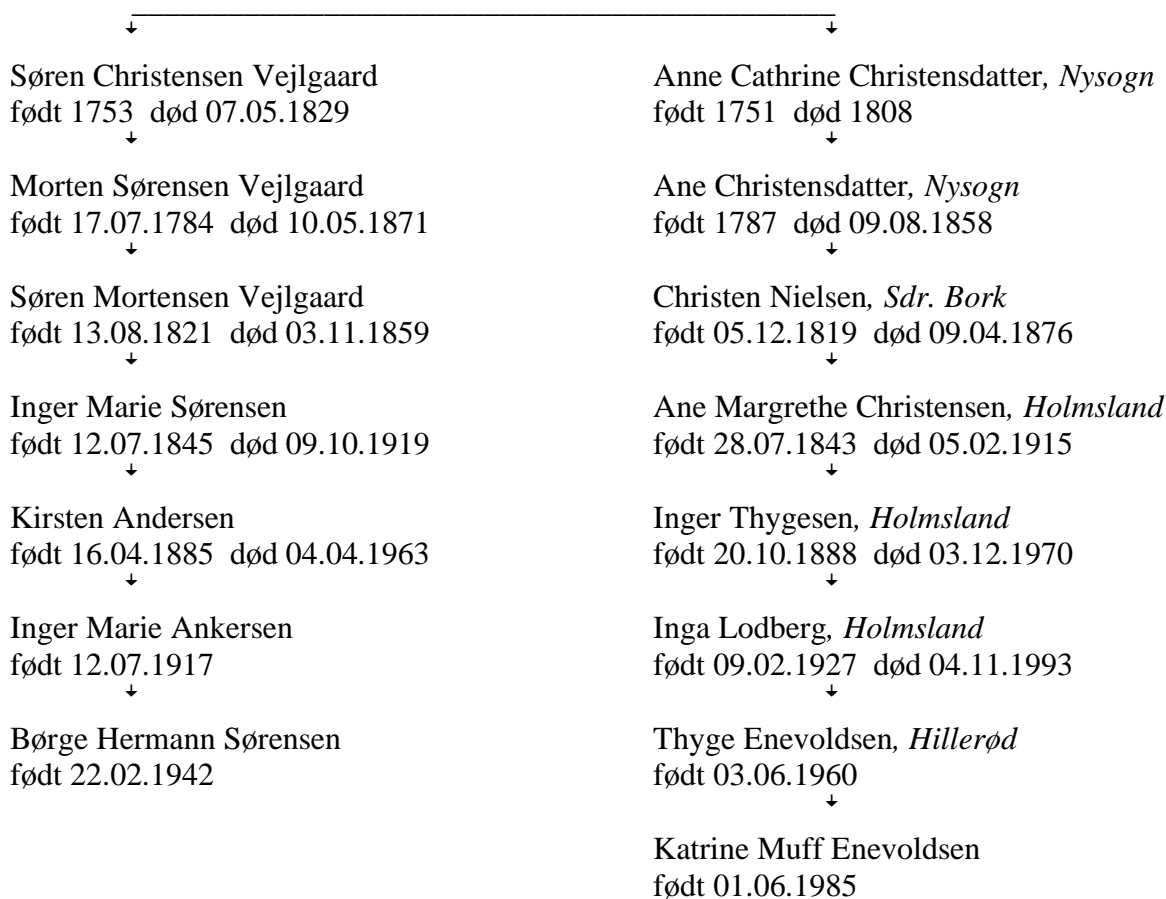 Søren Christensen Vejlgaard
født 1753  død 07.05.1829
Morten Sørensen Vejlgaard
født 17.07.1784  død 10.05.1871
Søren Mortensen Vejlgaard
født 13.08.1821  død 03.11.1859
Inger Marie Sørensen
født 12.07.1845  død 09.10.1919
Kirsten Andersen
født 16.04.1885  død 04.04.1963
Inger Marie Ankersen
født 12.07.1917
Børge Hermann Sørensen
født 22.02.1942
Anne Cathrine Christensdatter, Nysogn
født 1751  død 1808
Ane Christensdatter, Nysogn
født 1787  død 09.08.1858
Christen Nielsen, Sdr. Bork
født 05.12.1819  død 09.04.1876
Ane Margrethe Christensen, Holmsland
født 28.07.1843  død 05.02.1915
Inger Thygesen, Holmsland
født 20.10.1888  død 03.12.1970
Inga Lodberg, Holmsland
født 09.02.1927  død 04.11.1993
Thyge Enevoldsen, Hillerød
født 03.06.1960
Katrine Muff Enevoldsen
født 01.06.1985